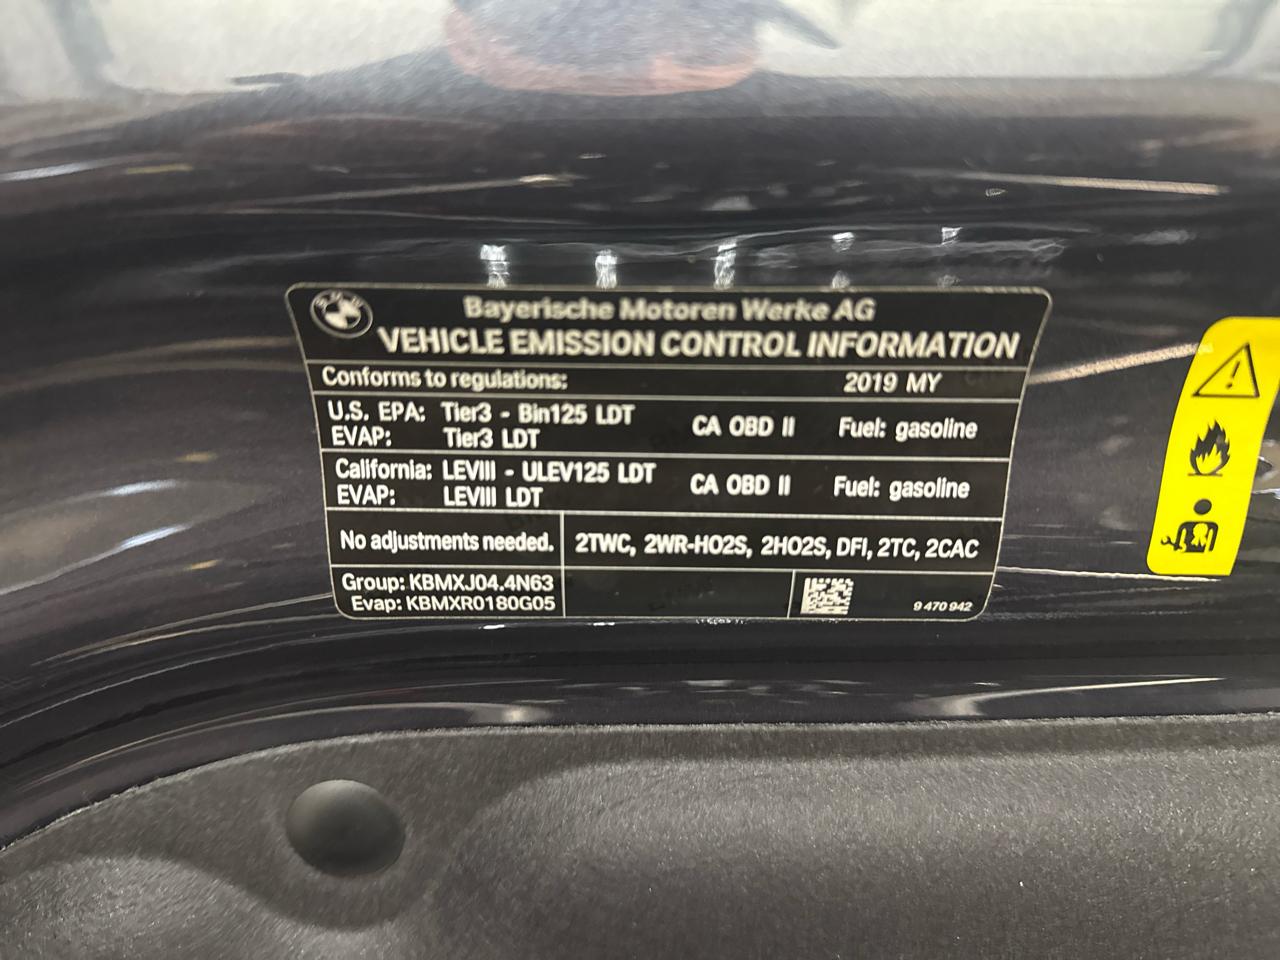 Bayerische Motoren Werke AG
VEHICLE EMISSION CONTROL INFORMATION
Conforms to regulations: 2019 MY
U.S. EPA: Tier3 - Bin125 LDT CA OBD II Fuel: gasoline
EVAP: Tier3 LDT
California: LEVIII - ULEV125 LDT CA OBD II Fuel: gasoline
EVAP: LEVIII LDT
No adjustments needed. 2TWC, 2WR-HO2S, 2HO2S, DFI, 2TC, 2CAC
Group: KBMXJ04.4N63
Evap: KBMXR0180G05
9 470 942